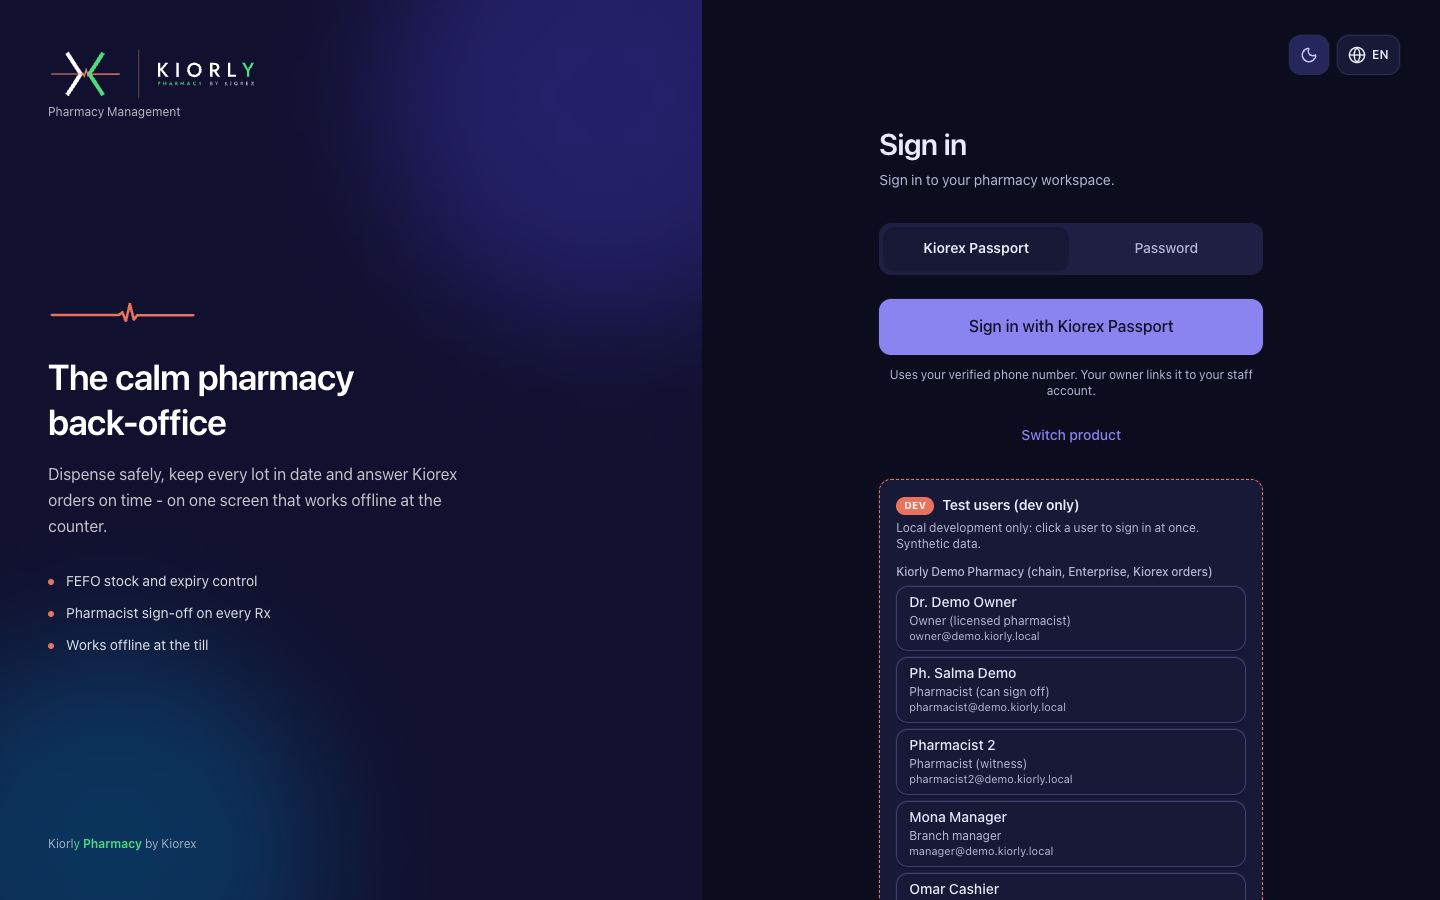 KIORLY
PHARMACY BY KIOREX
Pharmacy Management
The calm pharmacy
back-office
Dispense safely, keep every lot in date and answer Kiorex
orders on time - on one screen that works offline at the
counter.
FEFO stock and expiry control
Pharmacist sign-off on every Rx
Works offline at the till
Kiorly Pharmacy by Kiorex
EN
Sign in
Sign in to your pharmacy workspace.
Kiorex Passport
Password
Sign in with Kiorex Passport
Uses your verified phone number. Your owner links it to your staff
account.
Switch product
DEV Test users (dev only)
Local development only: click a user to sign in at once.
Synthetic data.
Kiorly Demo Pharmacy (chain, Enterprise, Kiorex orders)
Dr. Demo Owner
Owner (licensed pharmacist)
owner@demo.kiorly.local
Ph. Salma Demo
Pharmacist (can sign off)
pharmacist@demo.kiorly.local
Pharmacist 2
Pharmacist (witness)
pharmacist2@demo.kiorly.local
Mona Manager
Branch manager
manager@demo.kiorly.local
Omar Cashier